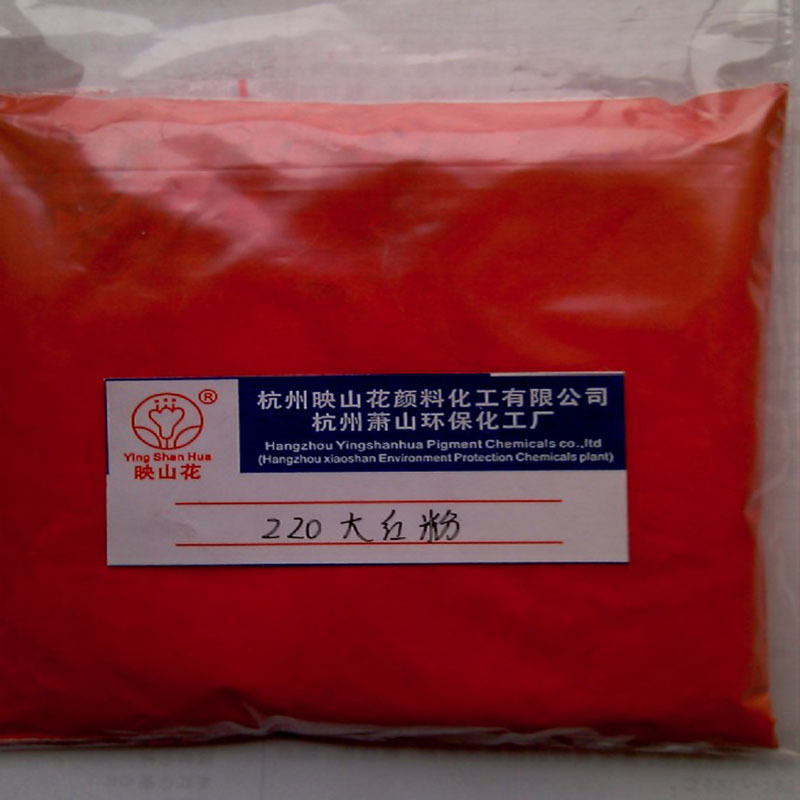 ®
Ying Shan Hua
映山花
杭州映山花颜料化工有限公司
杭州萧山环保化工厂
Hangzhou Yingshanhua Pigment Chemicals co.,ltd
(Hangzhou xiaoshan Environment Protection Chemicals plant)
220 大红粉